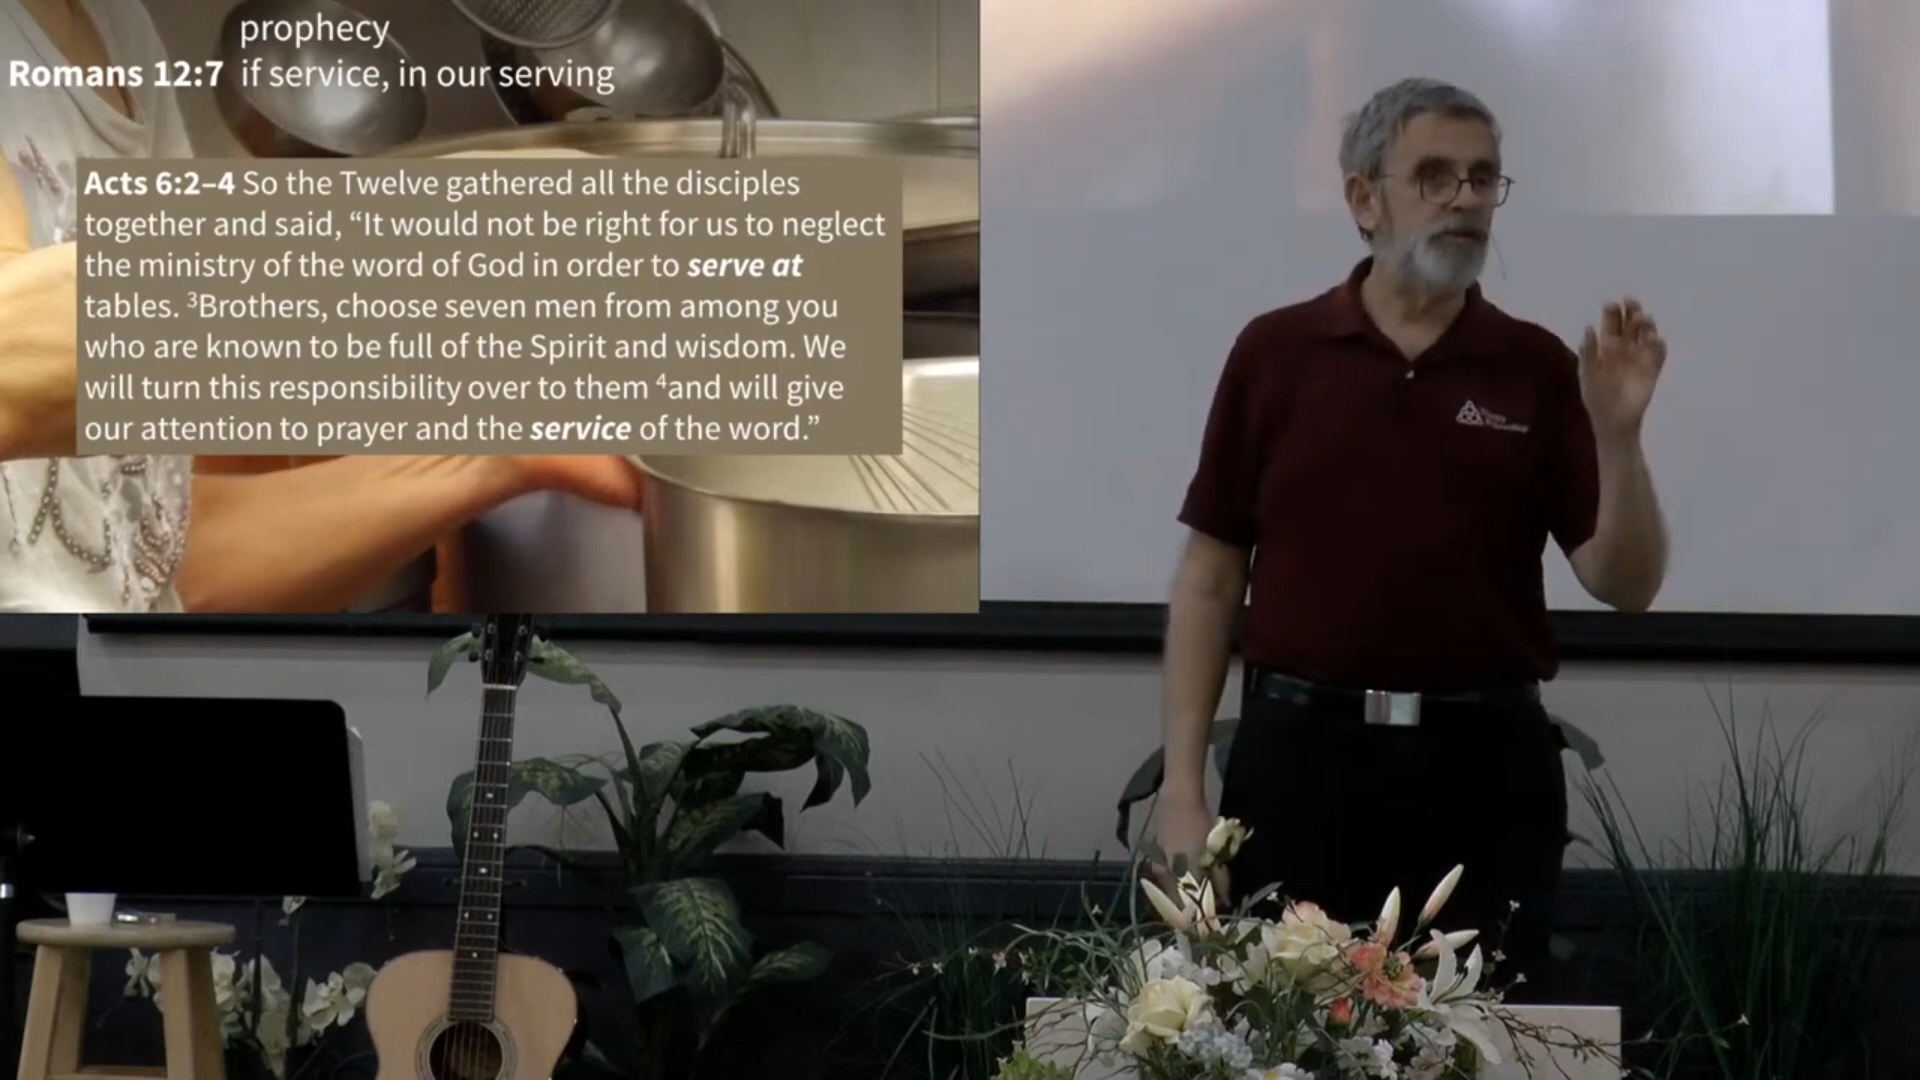 prophecy
Romans 12:7 if service, in our serving
Acts 6:2–4 So the Twelve gathered all the disciples
together and said, “It would not be right for us to neglect
the ministry of the word of God in order to serve at
tables. ³Brothers, choose seven men from among you
who are known to be full of the Spirit and wisdom. We
will turn this responsibility over to them ⁴and will give
our attention to prayer and the service of the word.”